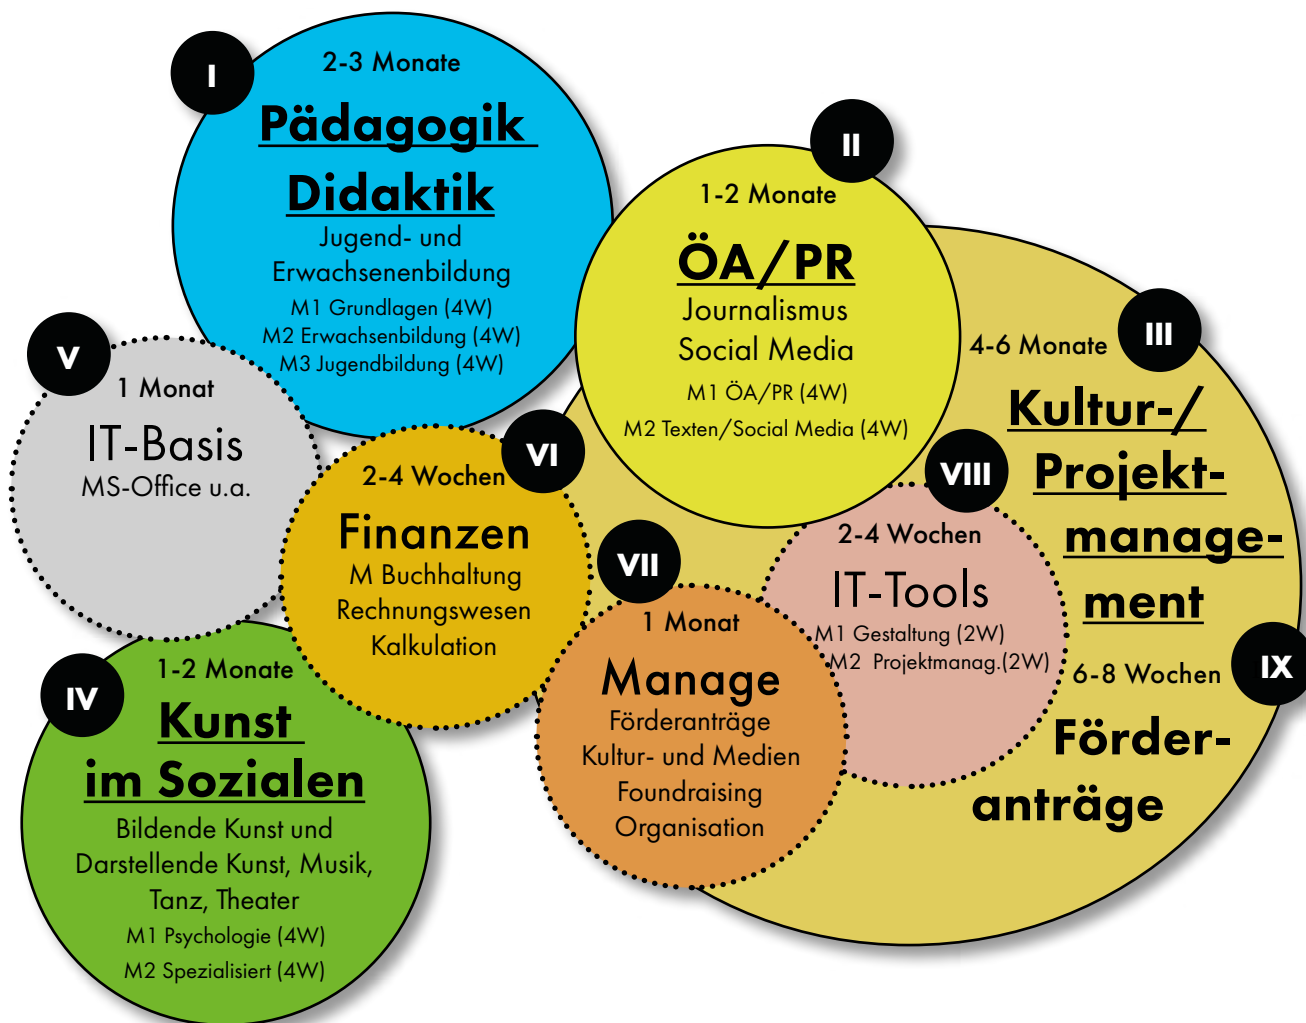 I
2-3 Monate
Pädagogik
Didaktik
Jugend- und
Erwachsenenbildung
M1 Grundlagen (4W)
M2 Erwachsenbildung (4W)
M3 Jugendbildung (4W)
II
1-2 Monate
ÖA/PR
Journalismus
Social Media
M1 ÖA/PR (4W)
M2 Texten/Social Media (4W)
III
4-6 Monate
Kultur-/
Projekt-
manage-
ment
IX
6-8 Wochen
Förder-
anträge
V
1 Monat
IT-Basis
MS-Office u.a.
VI
2-4 Wochen
Finanzen
M Buchhaltung
Rechnungswesen
Kalkulation
VIII
2-4 Wochen
IT-Tools
M1 Gestaltung (2W)
M2 Projektmanag.(2W)
VII
1 Monat
Manage
Förderanträge
Kultur- und Medien
Foundraising
Organisation
IV
1-2 Monate
Kunst
im Sozialen
Bildende Kunst und
Darstellende Kunst, Musik,
Tanz, Theater
M1 Psychologie (4W)
M2 Spezialisiert (4W)